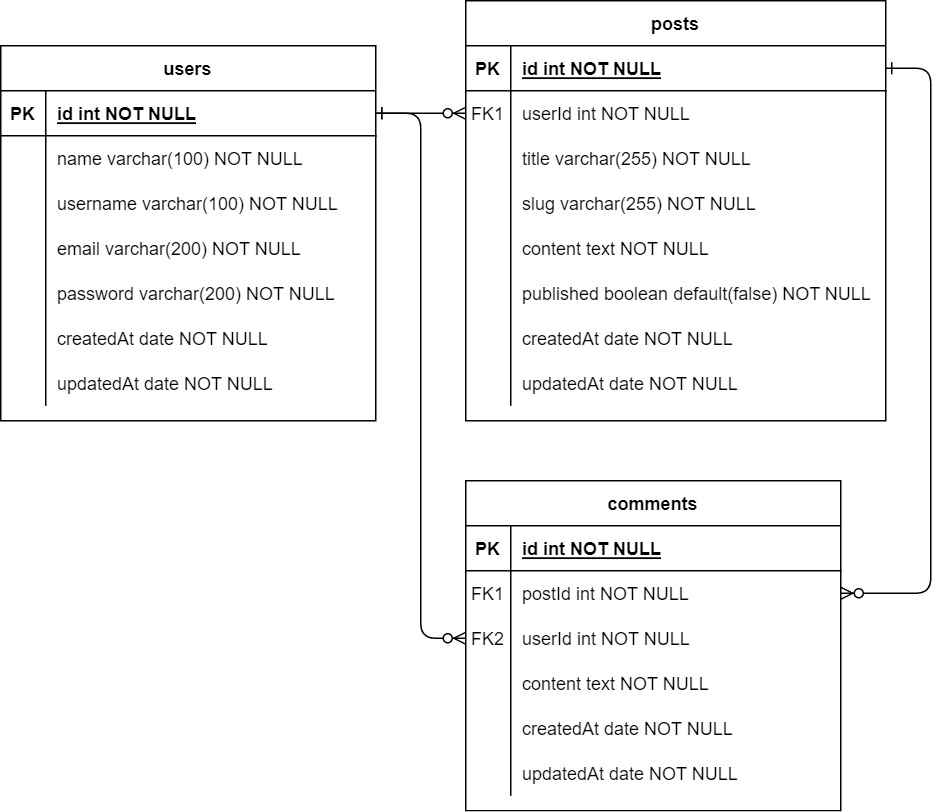 users
PK id int NOT NULL
name varchar(100) NOT NULL
username varchar(100) NOT NULL
email varchar(200) NOT NULL
password varchar(200) NOT NULL
createdAt date NOT NULL
updatedAt date NOT NULL
posts
PK id int NOT NULL
FK1 userId int NOT NULL
title varchar(255) NOT NULL
slug varchar(255) NOT NULL
content text NOT NULL
published boolean default(false) NOT NULL
createdAt date NOT NULL
updatedAt date NOT NULL
comments
PK id int NOT NULL
FK1 postId int NOT NULL
FK2 userId int NOT NULL
content text NOT NULL
createdAt date NOT NULL
updatedAt date NOT NULL